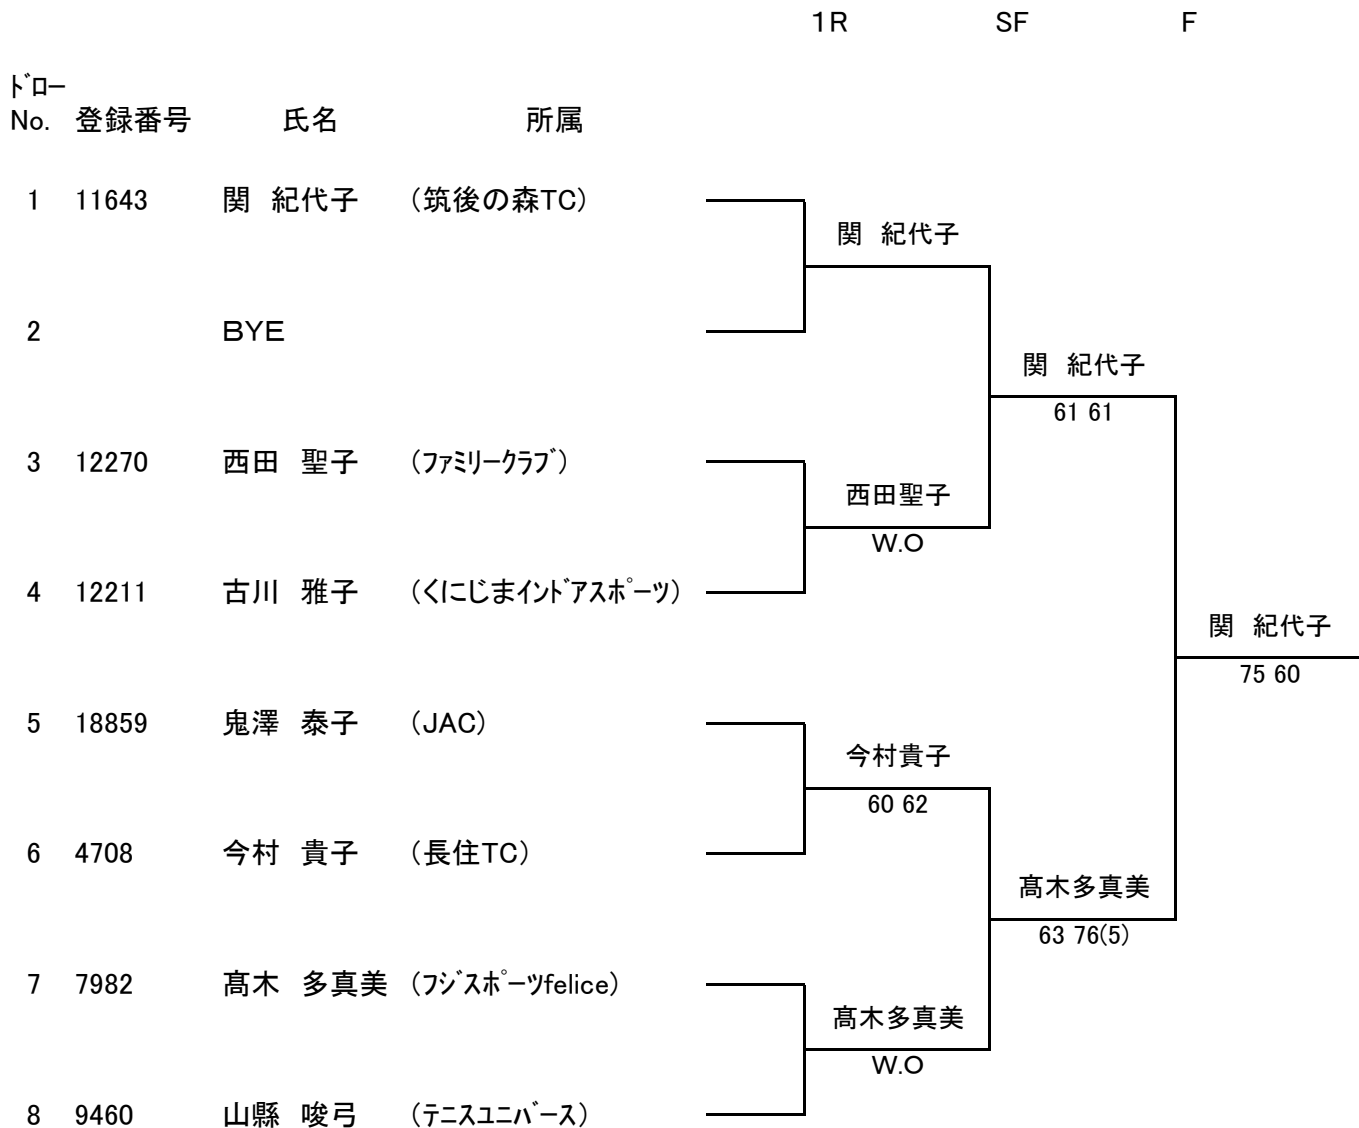 1R SF F
ﾄﾞﾛｰ
No. 登録番号 氏名 所属
1 11643 関 紀代子 (筑後の森TC)
関 紀代子
2 BYE
関 紀代子
61 61
3 12270 西田 聖子 (ﾌｧﾐﾘｰｸﾗﾌﾞ)
西田聖子
W.O
4 12211 古川 雅子 (くにじまｲﾝﾄﾞｱｽﾎﾟｰﾂ)
関 紀代子
75 60
5 18859 鬼澤 泰子 (JAC)
今村貴子
60 62
6 4708 今村 貴子 (長住TC)
髙木多真美
63 76(5)
7 7982 髙木 多真美 (ﾌｼﾞｽﾎﾟｰﾂfelice)
髙木多真美
W.O
8 9460 山縣 唆弓 (ﾃﾆｽﾕﾆﾊﾞｰｽ)